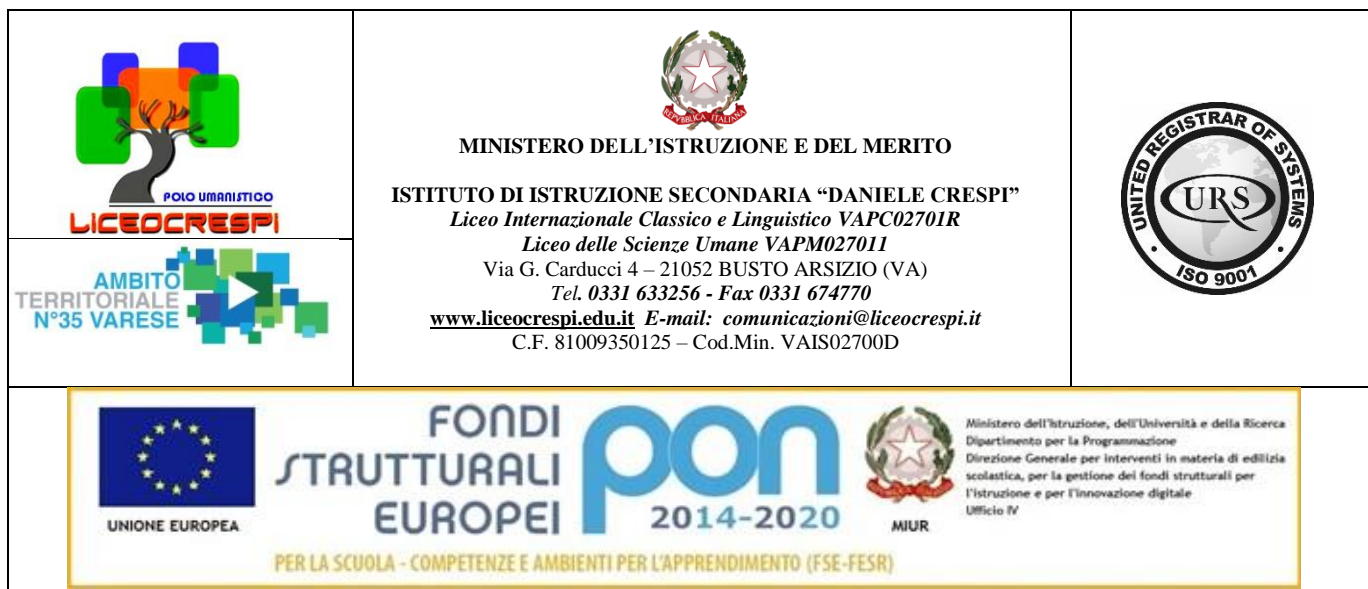 POLO UMANISTICO
LICEOCRESPI
AMBITO
TERRITORIALE
N°35 VARESE
REPVBBLICA ITALIANA
MINISTERO DELL’ISTRUZIONE E DEL MERITO
ISTITUTO DI ISTRUZIONE SECONDARIA “DANIELE CRESPI”
Liceo Internazionale Classico e Linguistico VAPC02701R
Liceo delle Scienze Umane VAPM027011
Via G. Carducci 4 – 21052 BUSTO ARSIZIO (VA)
Tel. 0331 633256 - Fax 0331 674770
www.liceocrespi.edu.it E-mail: comunicazioni@liceocrespi.it
C.F. 81009350125 – Cod.Min. VAIS02700D
UNITED REGISTRAR OF SYSTEMS
URS
ISO 9001
UNIONE EUROPEA
FONDI
STRUTTURALI
EUROPEI
pon
2014-2020
MIUR
Ministero dell'Istruzione, dell'Università e della Ricerca
Dipartimento per la Programmazione
Direzione Generale per interventi in materia di edilizia
scolastica, per la gestione dei fondi strutturali per
l'istruzione e per l'innovazione digitale
Ufficio IV
PER LA SCUOLA - COMPETENZE E AMBIENTI PER L'APPRENDIMENTO (FSE-FESR)